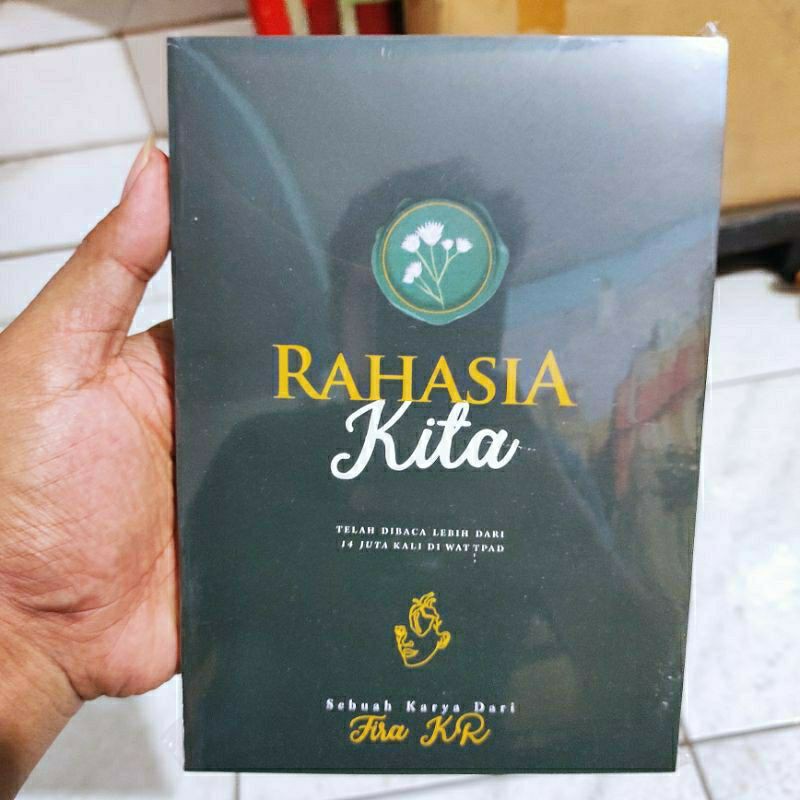 RAHASIA
Kita
TELAH DIBACA LEBIH DARI
14 JUTA KALI DI WATTPAD
Sebuah Karya Dari
Fira KR